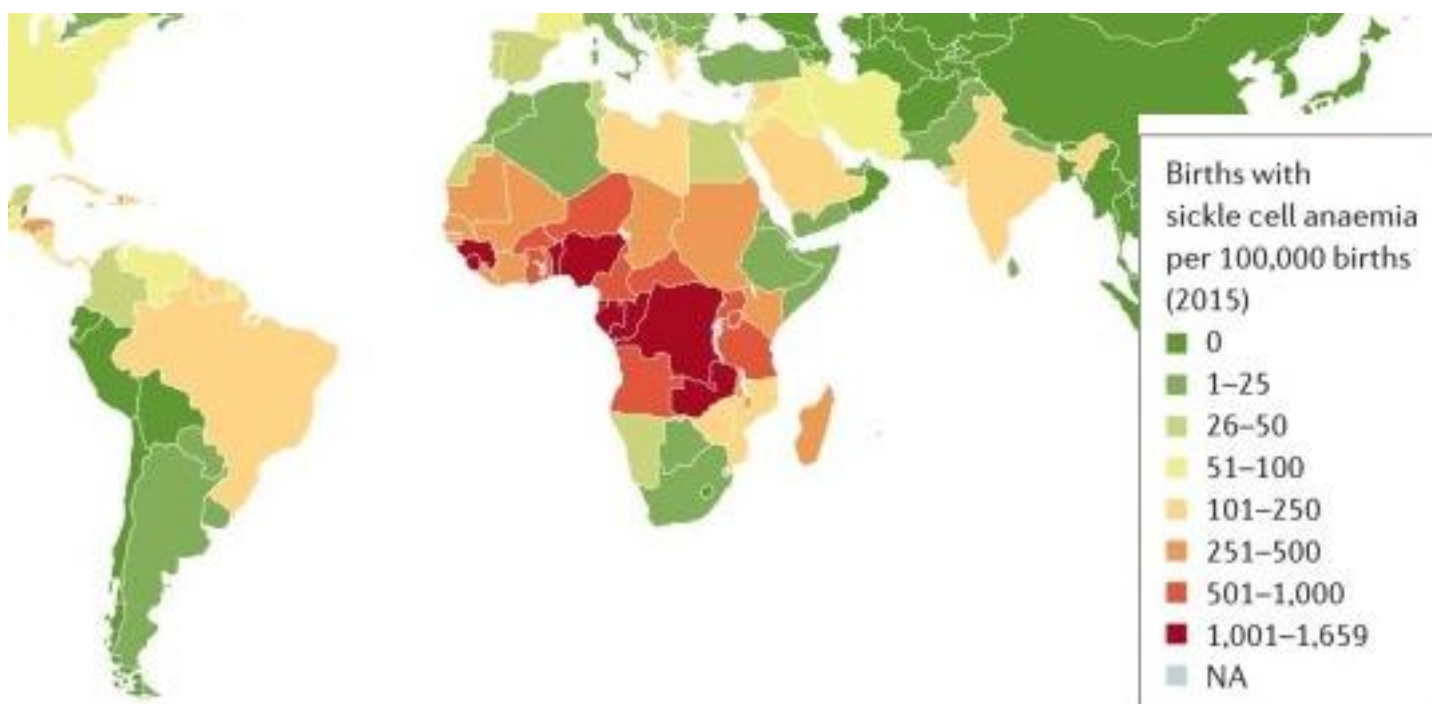 Births with
sickle cell anaemia
per 100,000 births
(2015)
0
1–25
26–50
51–100
101–250
251–500
501–1,000
1,001–1,659
NA